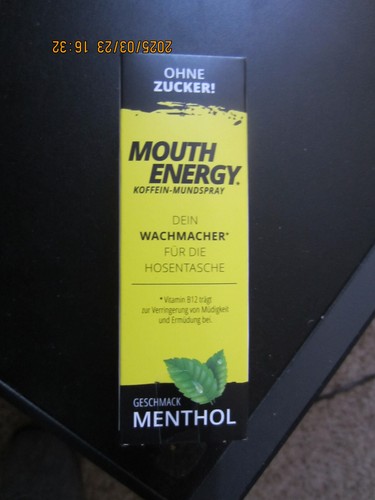 2025/03/23 16:32
OHNE
ZUCKER!
MOUTH
ENERGY.
KOFFEIN-MUNDSPRAY
DEIN
WACHMACHER*
FÜR DIE
HOSENTASCHE
* Vitamin B12 trägt
zur Verringerung von Müdigkeit
und Ermüdung bei.
GESCHMACK
MENTHOL